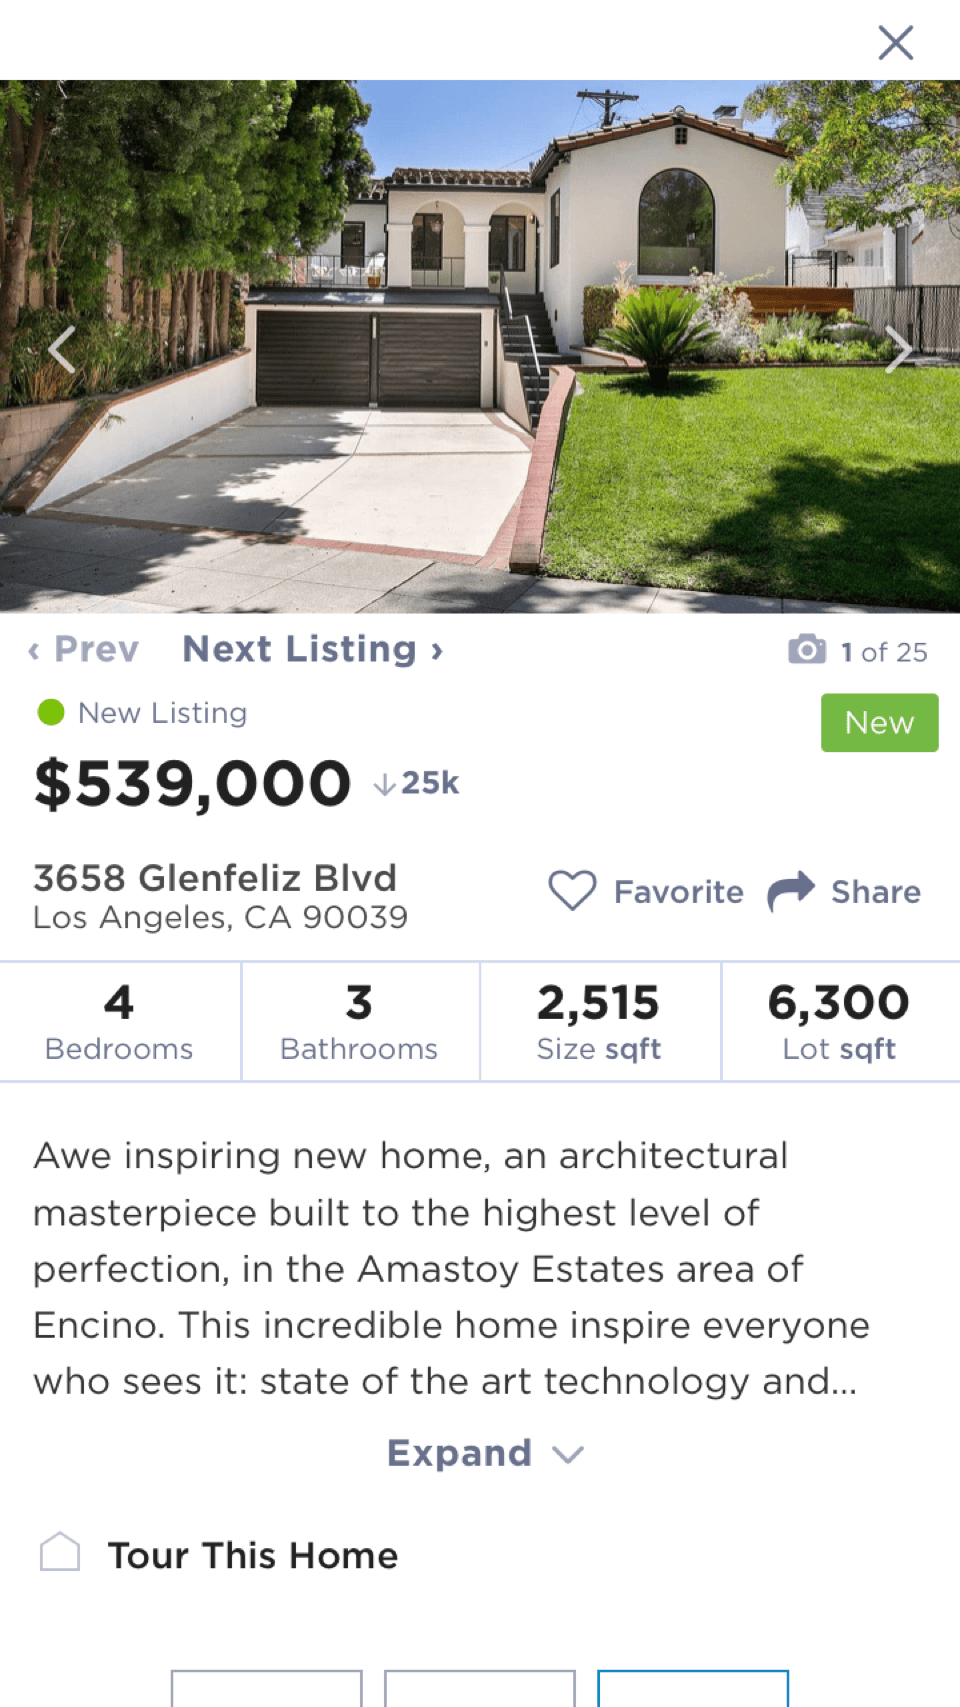 ‹ Prev Next Listing › 1 of 25
New Listing
New
$539,000 ↓25k
3658 Glenfeliz Blvd
Los Angeles, CA 90039
Favorite Share
4 3 2,515 6,300
Bedrooms Bathrooms Size sqft Lot sqft
Awe inspiring new home, an architectural
masterpiece built to the highest level of
perfection, in the Amastoy Estates area of
Encino. This incredible home inspire everyone
who sees it: state of the art technology and...
Expand
Tour This Home